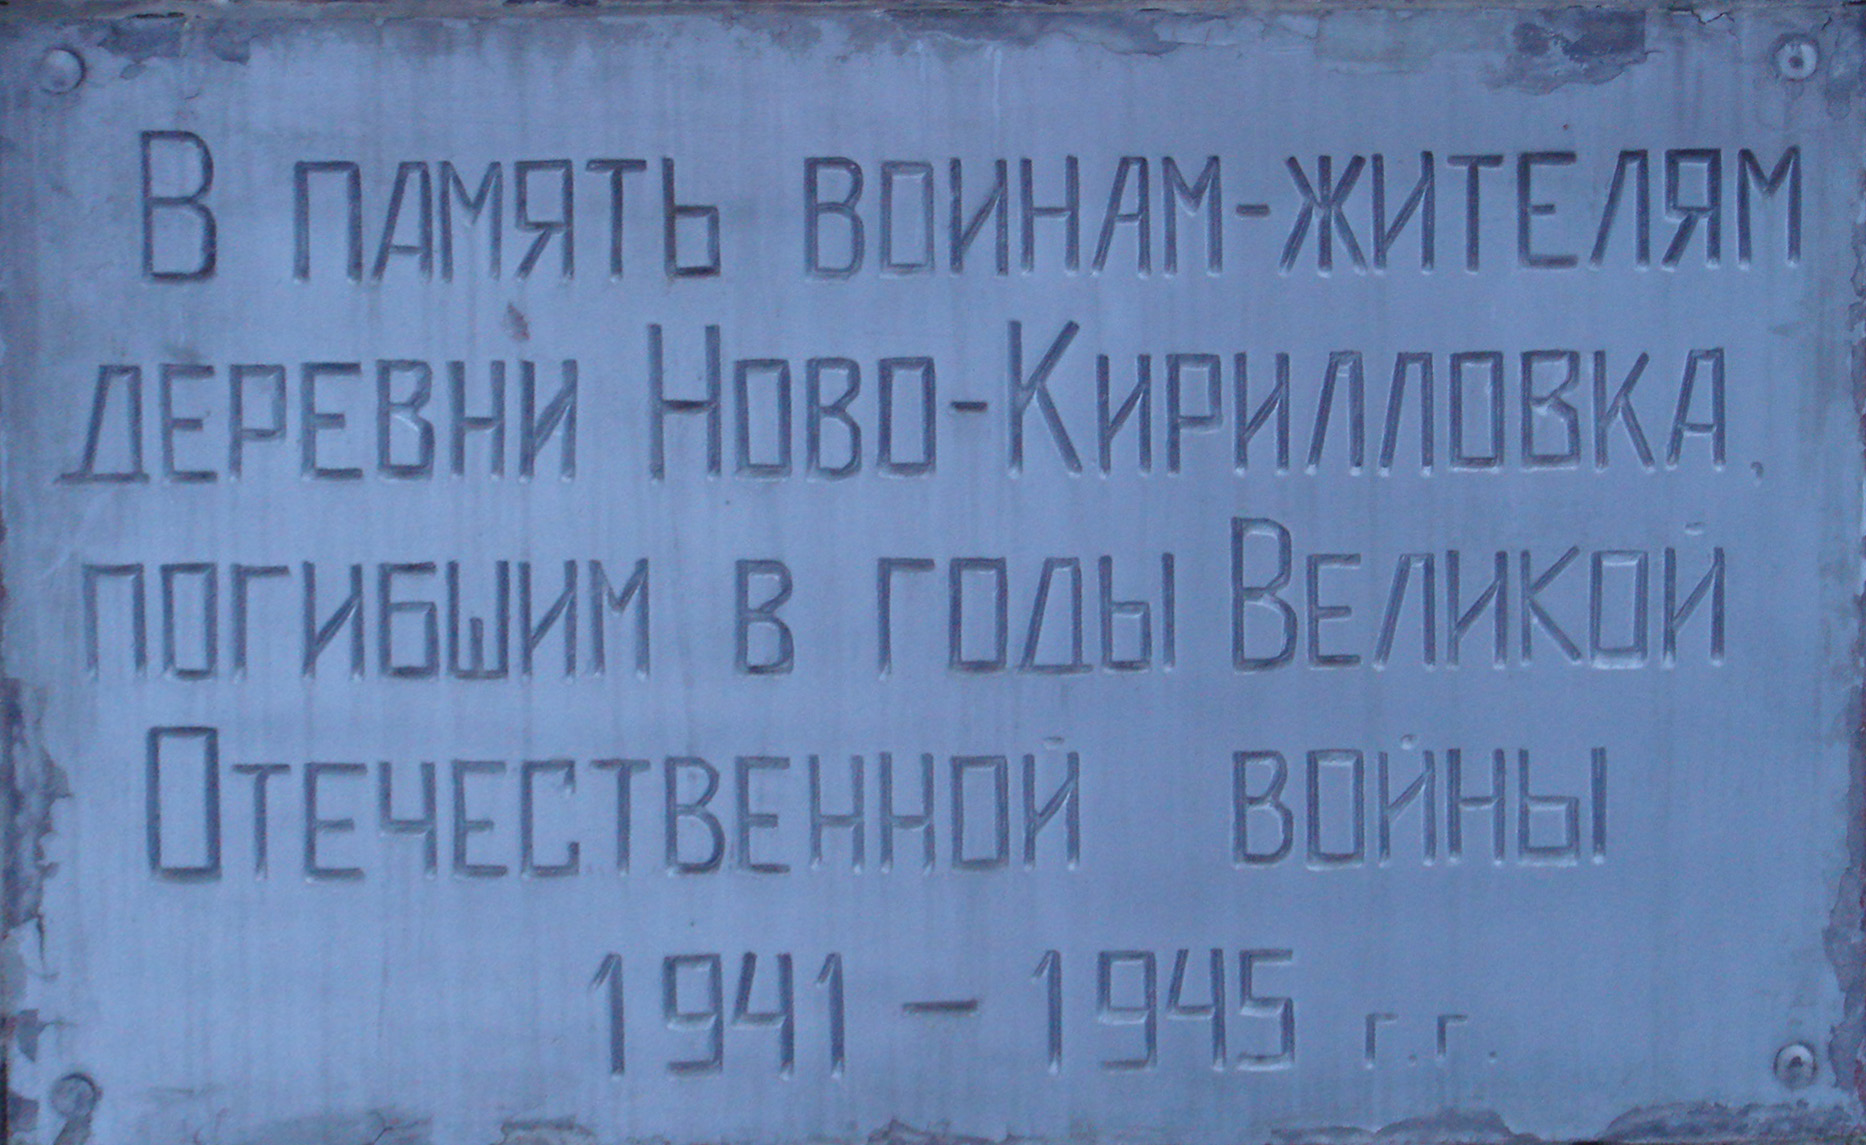 В память воинам-жителям
деревни Ново-Кирилловка,
погибшим в годы Великой
Отечественной войны
1941 – 1945 г.г.